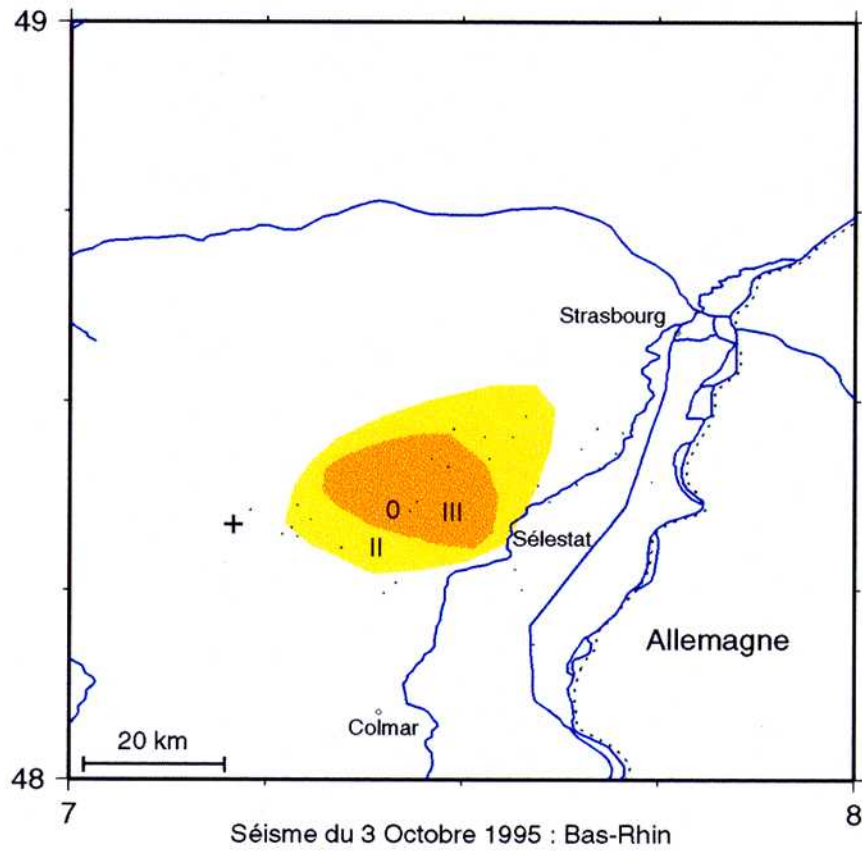 49
Strasbourg
0 III
II
Sélestat
Allemagne
Colmar
20 km
48
7 8
Séisme du 3 Octobre 1995 : Bas-Rhin